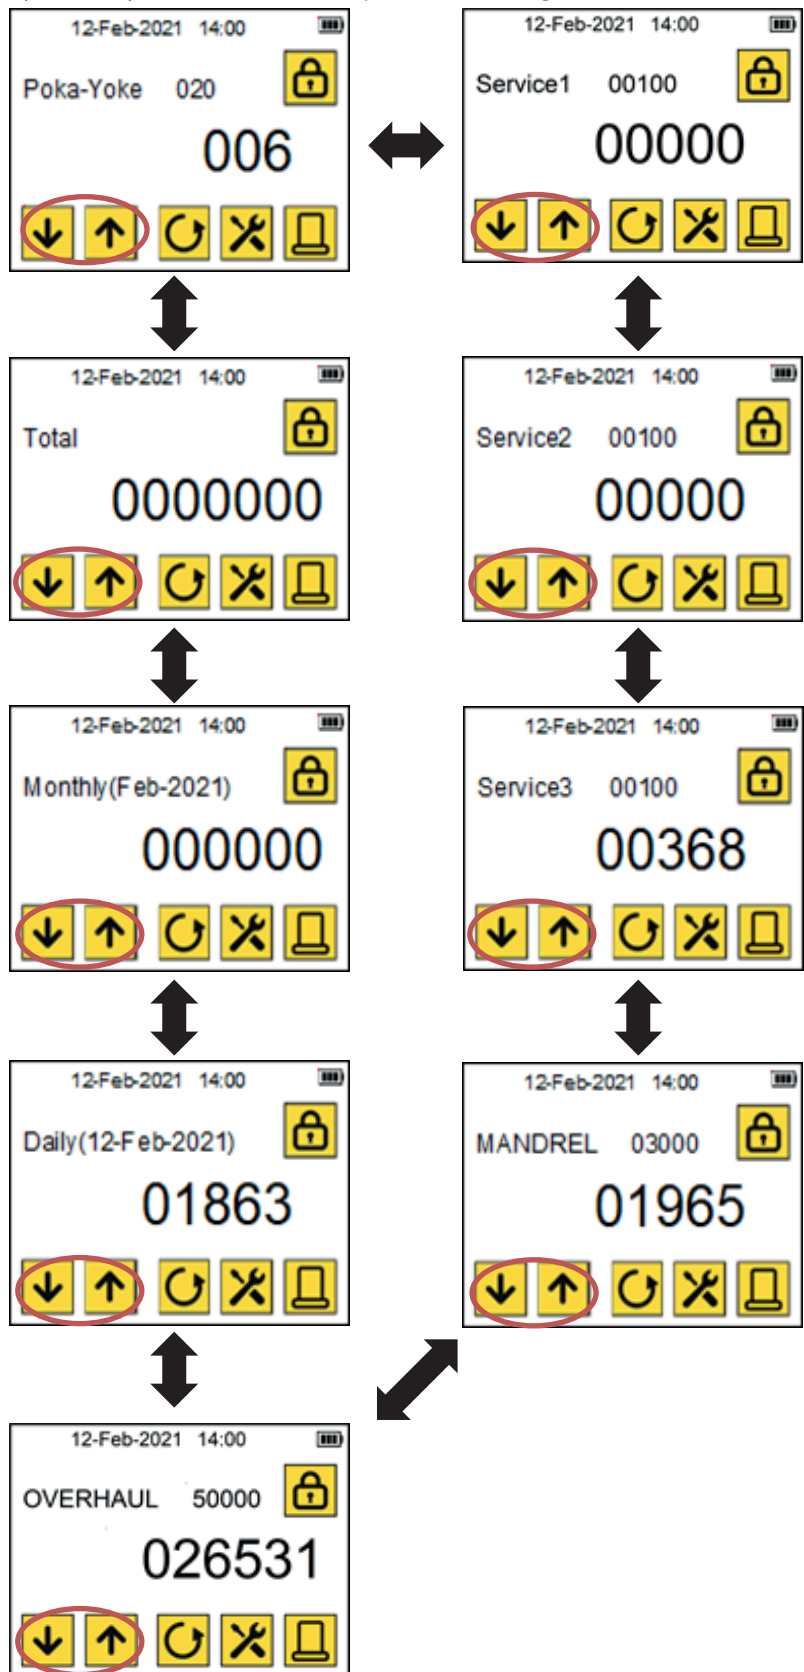 12-Feb-2021 14:00
Poka-Yoke 020
006
12-Feb-2021 14:00
Service1 00100
00000
12-Feb-2021 14:00
Total
0000000
12-Feb-2021 14:00
Service2 00100
00000
12-Feb-2021 14:00
Monthly(Feb-2021)
000000
12-Feb-2021 14:00
Service3 00100
00368
12-Feb-2021 14:00
Daily(12-Feb-2021)
01863
12-Feb-2021 14:00
MANDREL 03000
01965
12-Feb-2021 14:00
OVERHAUL 50000
026531